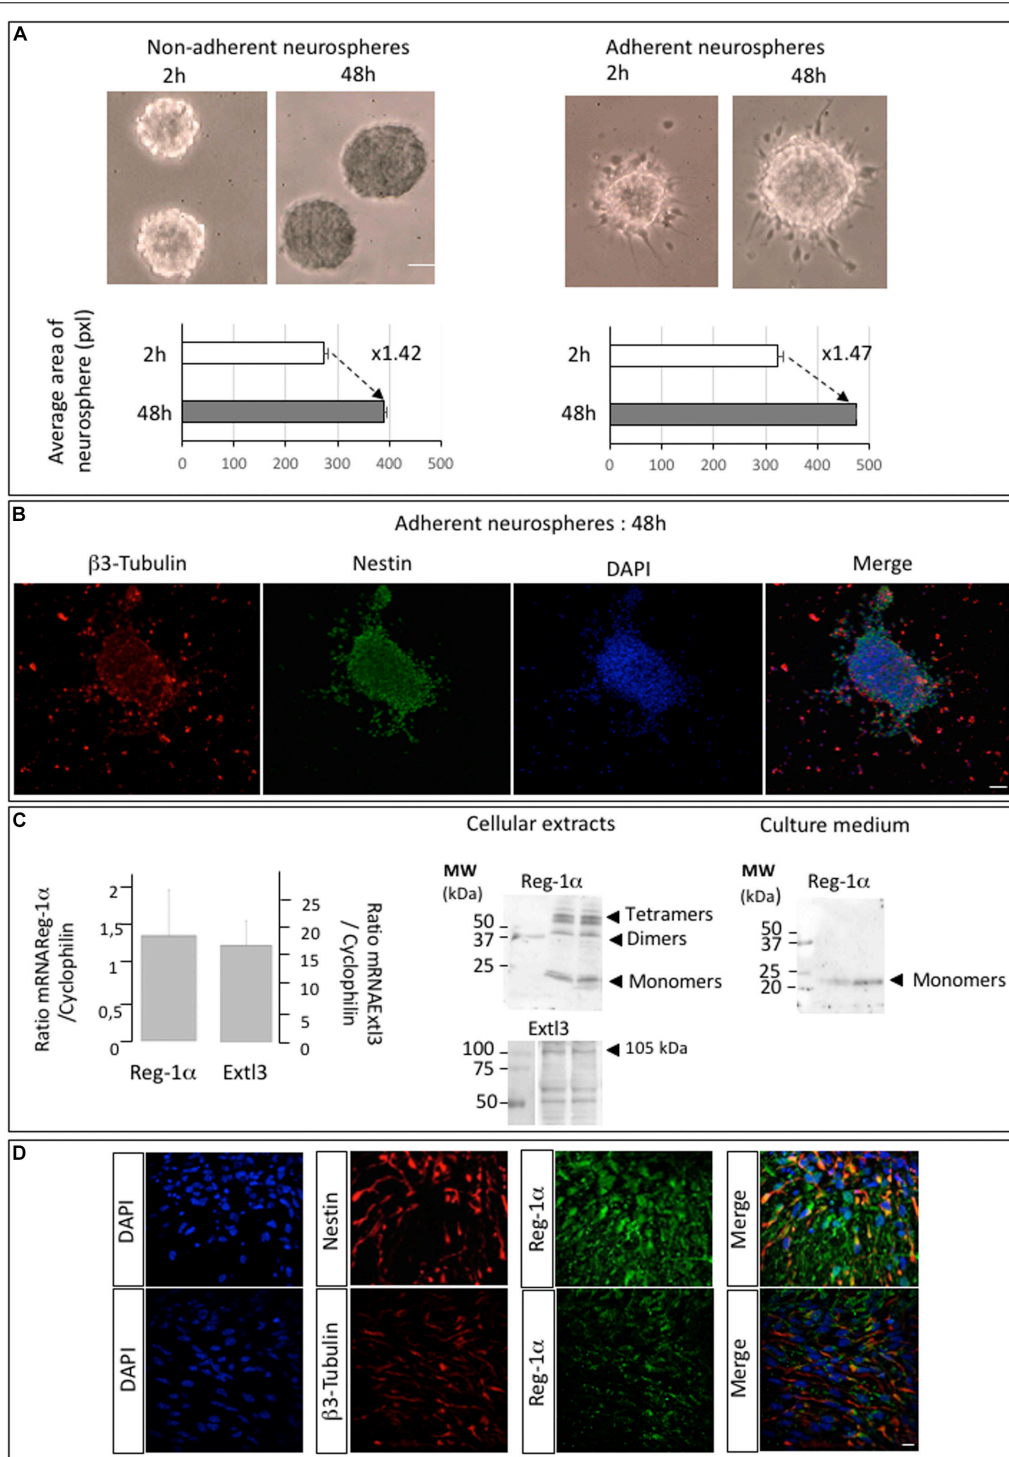 A
Non-adherent neurospheres
2h 48h
Adherent neurospheres
2h 48h
Average area of
neurosphere (pxl)
2h
x1.42
48h
0 100 200 300 400 500
2h
x1.47
48h
0 100 200 300 400 500
B
Adherent neurospheres : 48h
β3-Tubulin Nestin DAPI Merge
C
Ratio mRNAReg-1α
/Cyclophilin
2
1,5
1
0,5
0
Reg-1α Extl3
25
20
15
10
5
0
Ratio mRNAExtl3
/ Cyclophilin
Cellular extracts
MW
(kDa)
Reg-1α
50
37
25
Tetramers
Dimers
Monomers
Extl3
100
75
50
105 kDa
Culture medium
MW
(kDa)
Reg-1α
50
37
25
20
Monomers
D
DAPI Nestin Reg-1α Merge
DAPI β3-Tubulin Reg-1α Merge